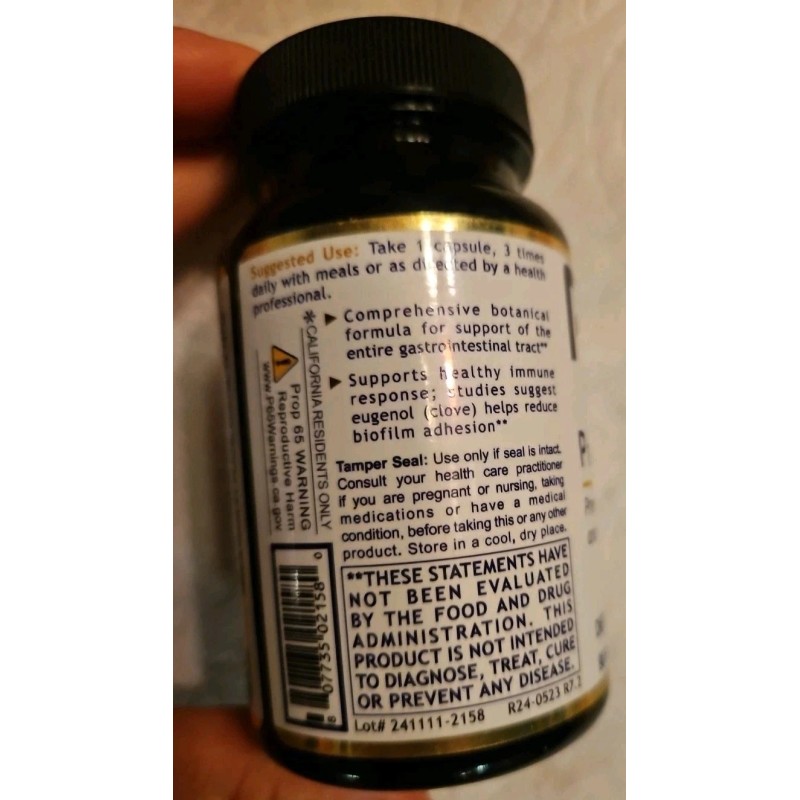 Suggested Use: Take 1 capsule, 3 times
daily with meals or as directed by a health
professional.
Comprehensive botanical
formula for support of the
entire gastrointestinal tract**
Supports healthy immune
response; studies suggest
eugenol (clove) helps reduce
biofilm adhesion**
*CALIFORNIA RESIDENTS ONLY
Prop 65 WARNING
Reproductive Harm
www.P65Warnings.ca.gov
Tamper Seal: Use only if seal is intact.
Consult your health care practitioner
if you are pregnant or nursing, taking
medications or have a medical
condition, before taking this or any other
product. Store in a cool, dry place.
**THESE STATEMENTS HAVE
NOT BEEN EVALUATED
BY THE FOOD AND DRUG
ADMINISTRATION. THIS
PRODUCT IS NOT INTENDED
TO DIAGNOSE, TREAT, CURE
OR PREVENT ANY DISEASE.
8 07735 02158 0
Lot# 241111-2158 R24-0523